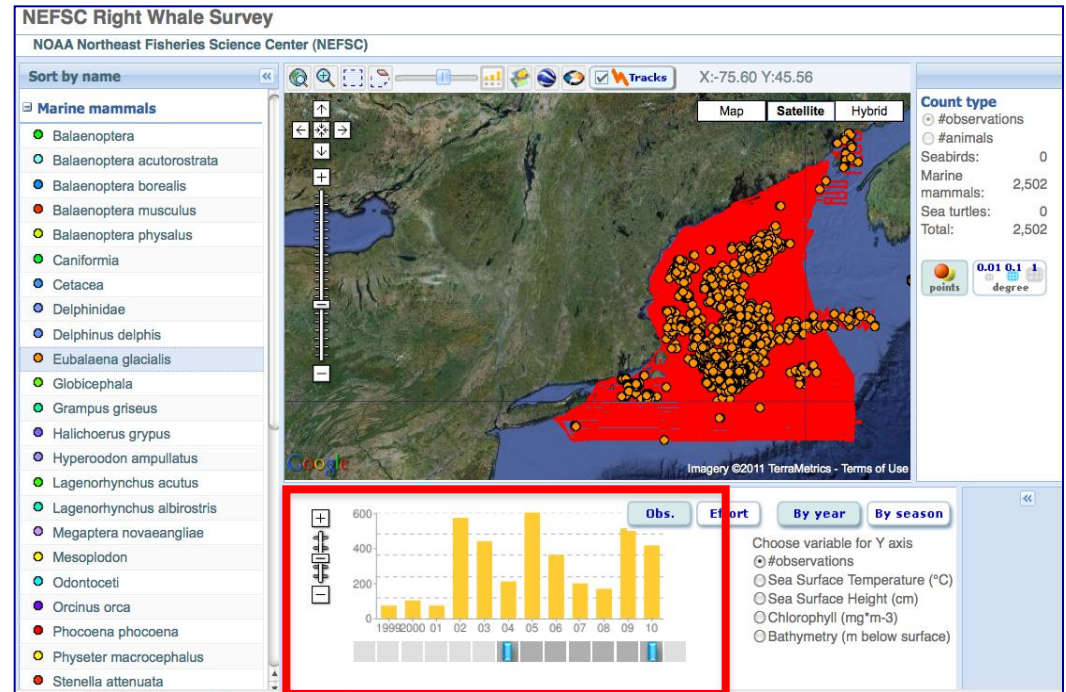 NEFSC Right Whale Survey
NOAA Northeast Fisheries Science Center (NEFSC)
Sort by name
Marine mammals
Balaenoptera
Balaenoptera acutorostrata
Balaenoptera borealis
Balaenoptera musculus
Balaenoptera physalus
Caniformia
Cetacea
Delphinidae
Delphinus delphis
Eubalaena glacialis
Globicephala
Grampus griseus
Halichoerus grypus
Hyperoodon ampullatus
Lagenorhynchus acutus
Lagenorhynchus albirostris
Megaptera novaeangliae
Mesoplodon
Odontoceti
Orcinus orca
Phocoena phocoena
Physeter macrocephalus
Stenella attenuata
Tracks
X:-75.60 Y:45.56
Map Satellite Hybrid
Google
Imagery ©2011 TerraMetrics - Terms of Use
Count type
#observations
#animals
Seabirds: 0
Marine
mammals: 2,502
Sea turtles: 0
Total: 2,502
points
0.01 0.1 1
degree
Obs. Effort By year By season
600
400
200
0
1999 2000 01 02 03 04 05 06 07 08 09 10
Choose variable for Y axis
#observations
Sea Surface Temperature (°C)
Sea Surface Height (cm)
Chlorophyll (mg*m-3)
Bathymetry (m below surface)